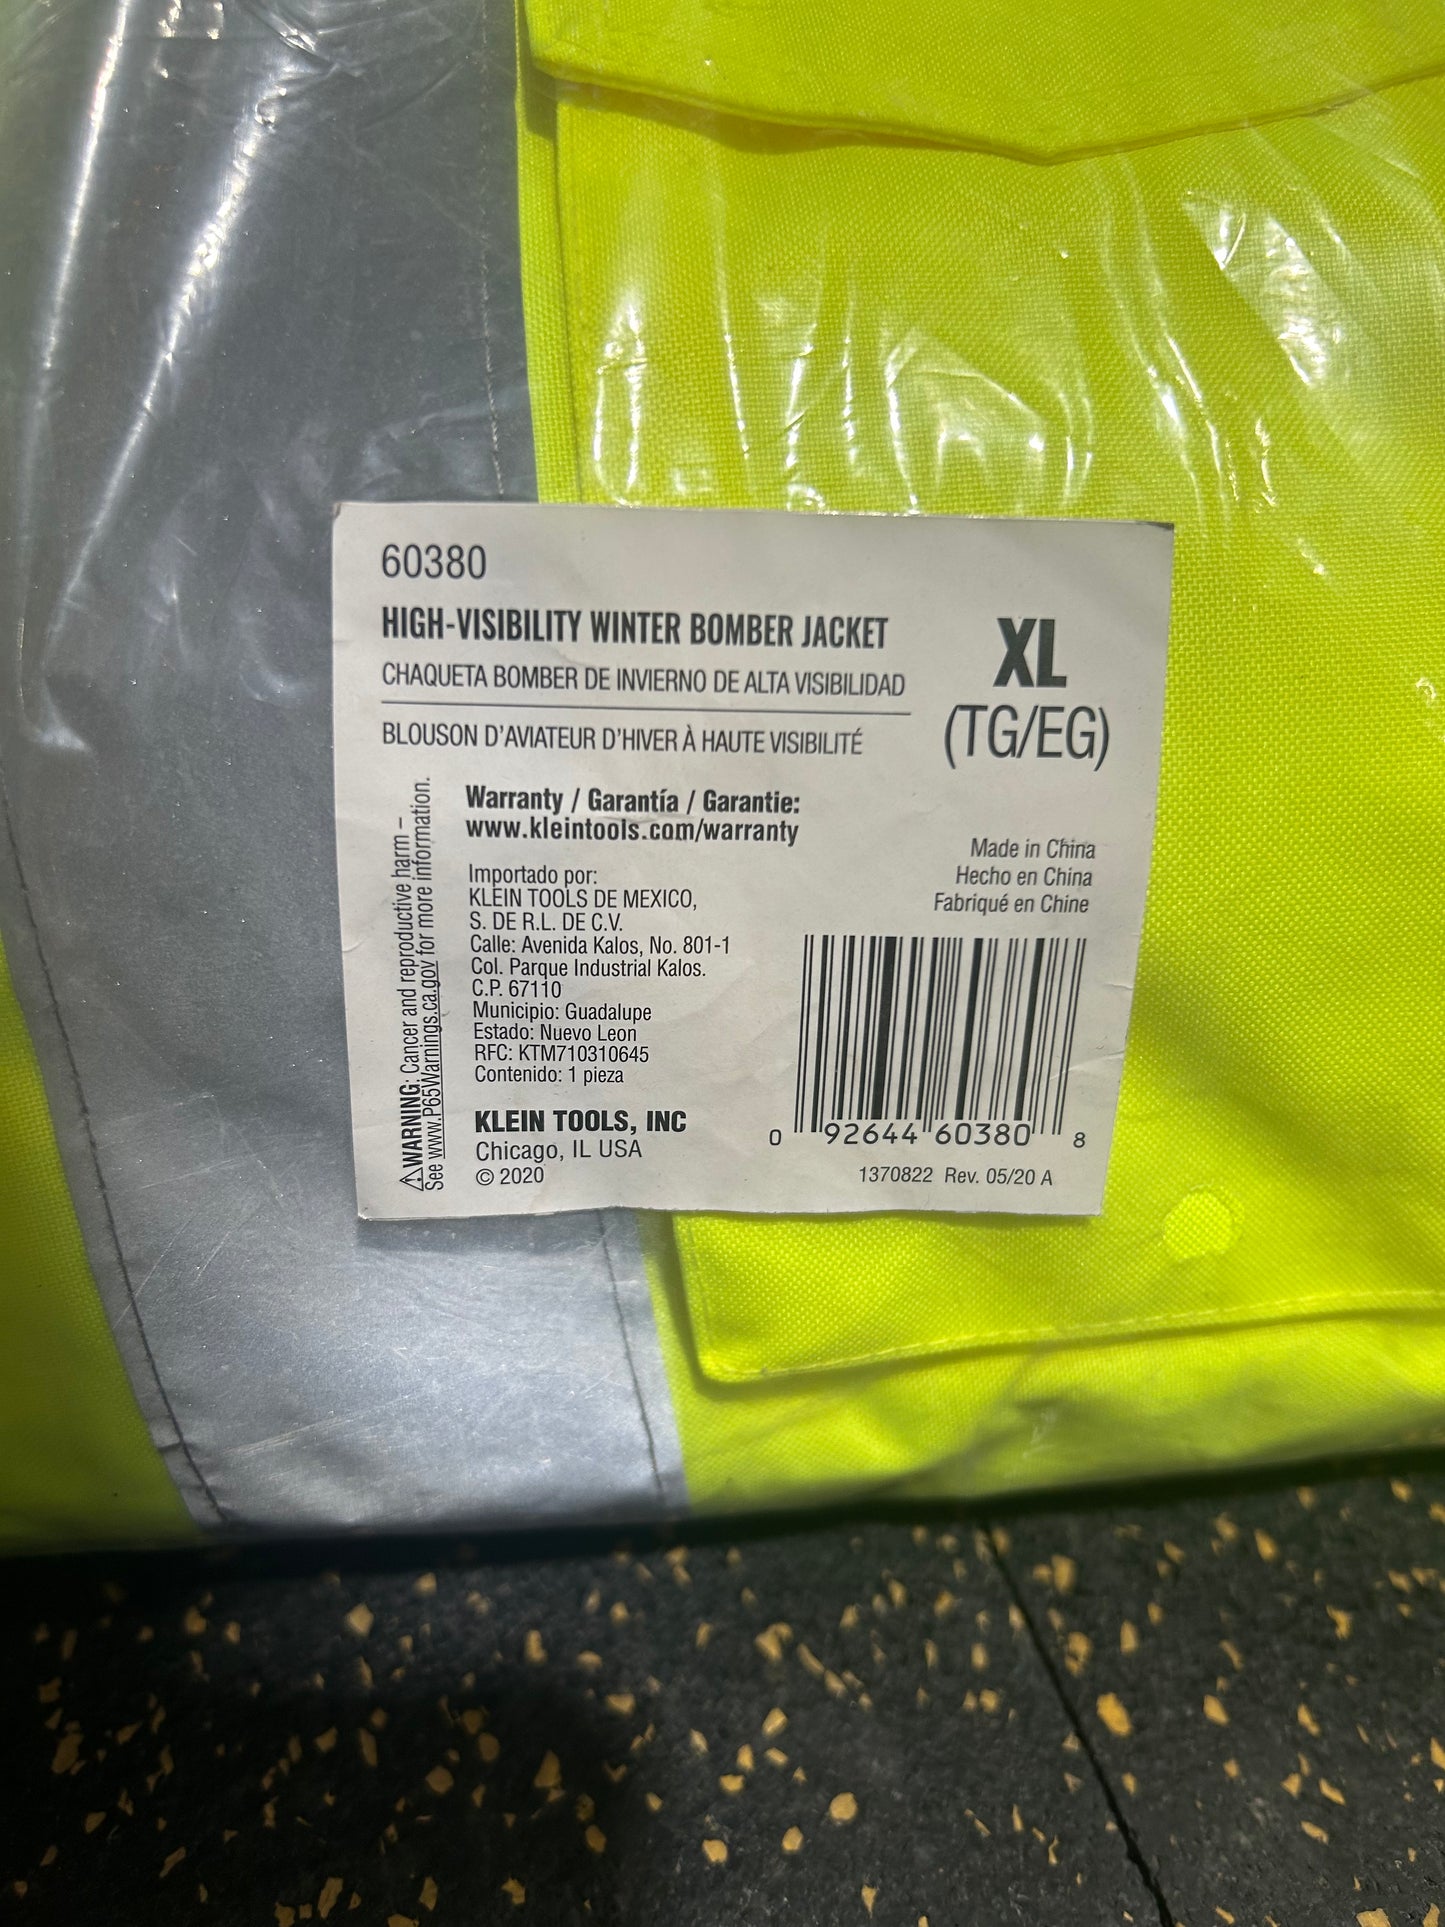 60380
HIGH-VISIBILITY WINTER BOMBER JACKET
CHAQUETA BOMBER DE INVIERNO DE ALTA VISIBILIDAD
BLOUSON D'AVIATEUR D'HIVER À HAUTE VISIBILITÉ
XL
(TG/EG)
Warranty / Garantía / Garantie:
www.kleintools.com/warranty
Importado por:
KLEIN TOOLS DE MEXICO,
S. DE R.L. DE C.V.
Calle: Avenida Kalos, No. 801-1
Col. Parque Industrial Kalos.
C.P. 67110
Municipio: Guadalupe
Estado: Nuevo Leon
RFC: KTM710310645
Contenido: 1 pieza
KLEIN TOOLS, INC
Chicago, IL USA
© 2020
⚠WARNING: Cancer and reproductive harm –
See www.P65Warnings.ca.gov for more information.
Made in China
Hecho en China
Fabriqué en Chine
0 92644 60380 8
1370822 Rev. 05/20 A